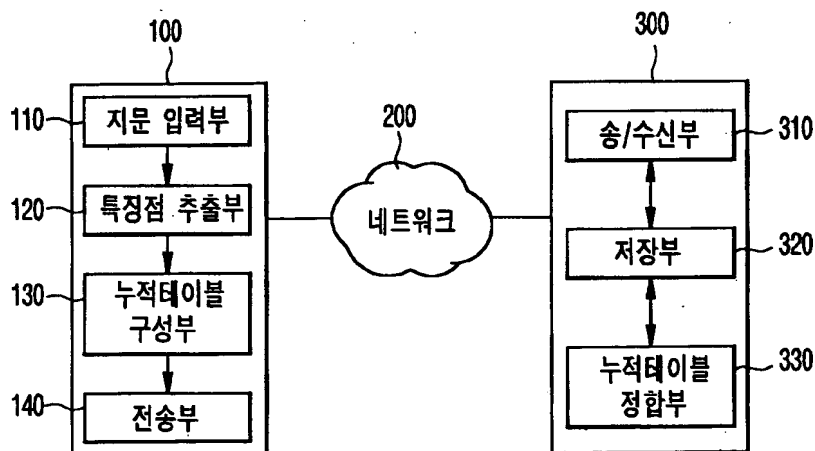 100
110
지문 입력부
120
특징점 추출부
130
누적테이블
구성부
140
전송부
200
네트워크
300
송/수신부
310
저장부
320
누적테이블
정합부
330